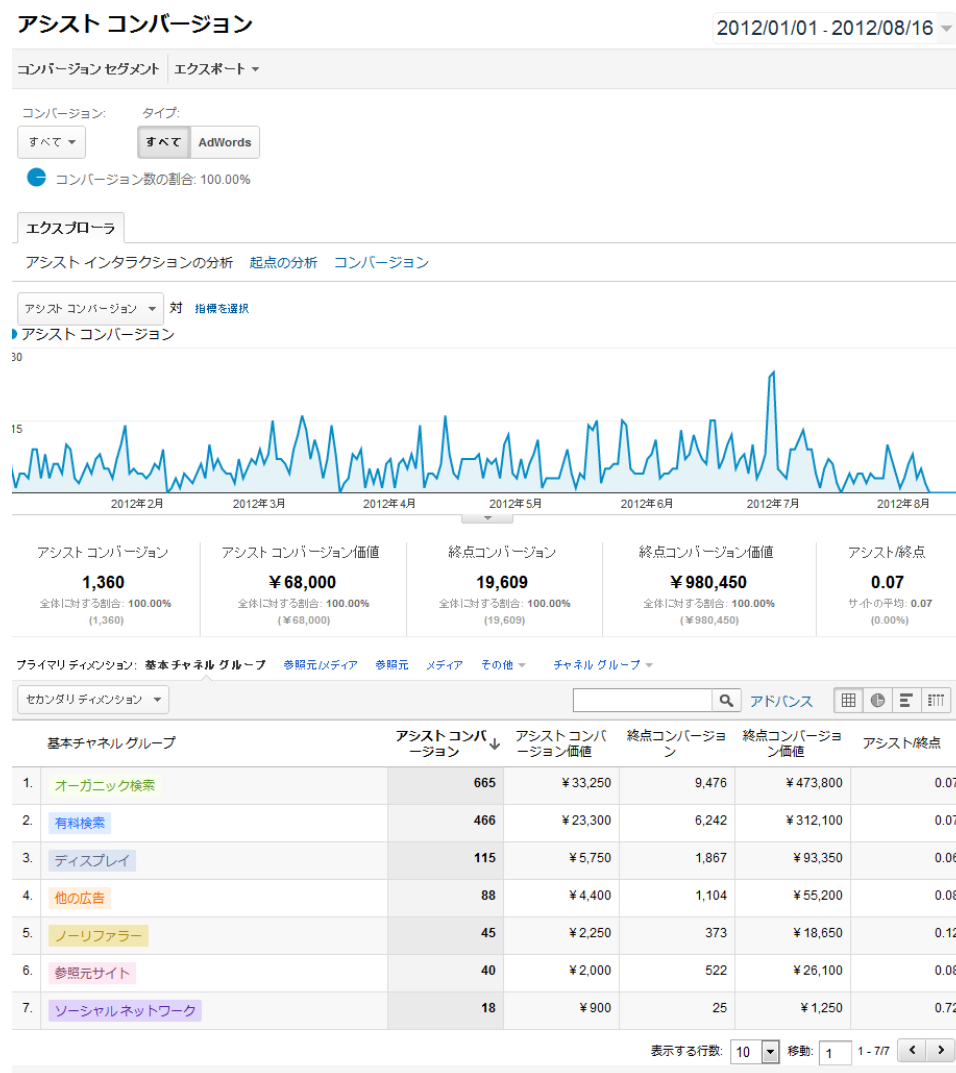 アシスト コンバージョン
2012/01/01 - 2012/08/16
コンバージョン セグメント エクスポート
コンバージョン: タイプ:
すべて すべて AdWords
コンバージョン数の割合: 100.00%
エクスプローラ
アシスト インタラクションの分析 起点の分析 コンバージョン
アシスト コンバージョン 対 指標を選択
アシスト コンバージョン
30
15
2012年2月 2012年3月 2012年4月 2012年5月 2012年6月 2012年7月 2012年8月
アシスト コンバージョン アシスト コンバージョン価値 終点コンバージョン 終点コンバージョン価値 アシスト/終点
1,360 ¥68,000 19,609 ¥980,450 0.07
全体に対する割合: 100.00% 全体に対する割合: 100.00% 全体に対する割合: 100.00% 全体に対する割合: 100.00% サイトの平均: 0.07
(1,360) (¥68,000) (19,609) (¥980,450) (0.00%)
プライマリ ディメンション: 基本チャネル グループ 参照元/メディア 参照元 メディア その他 チャネル グループ
セカンダリ ディメンション アドバンス
基本チャネル グループ アシスト コンバージョン アシスト コンバージョン価値 終点コンバージョン 終点コンバージョン価値 アシスト/終点
1. オーガニック検索 665 ¥33,250 9,476 ¥473,800 0.07
2. 有料検索 466 ¥23,300 6,242 ¥312,100 0.07
3. ディスプレイ 115 ¥5,750 1,867 ¥93,350 0.06
4. 他の広告 88 ¥4,400 1,104 ¥55,200 0.08
5. ノーリファラー 45 ¥2,250 373 ¥18,650 0.12
6. 参照元サイト 40 ¥2,000 522 ¥26,100 0.08
7. ソーシャル ネットワーク 18 ¥900 25 ¥1,250 0.72
表示する行数: 10 移動: 1 1 - 7/7